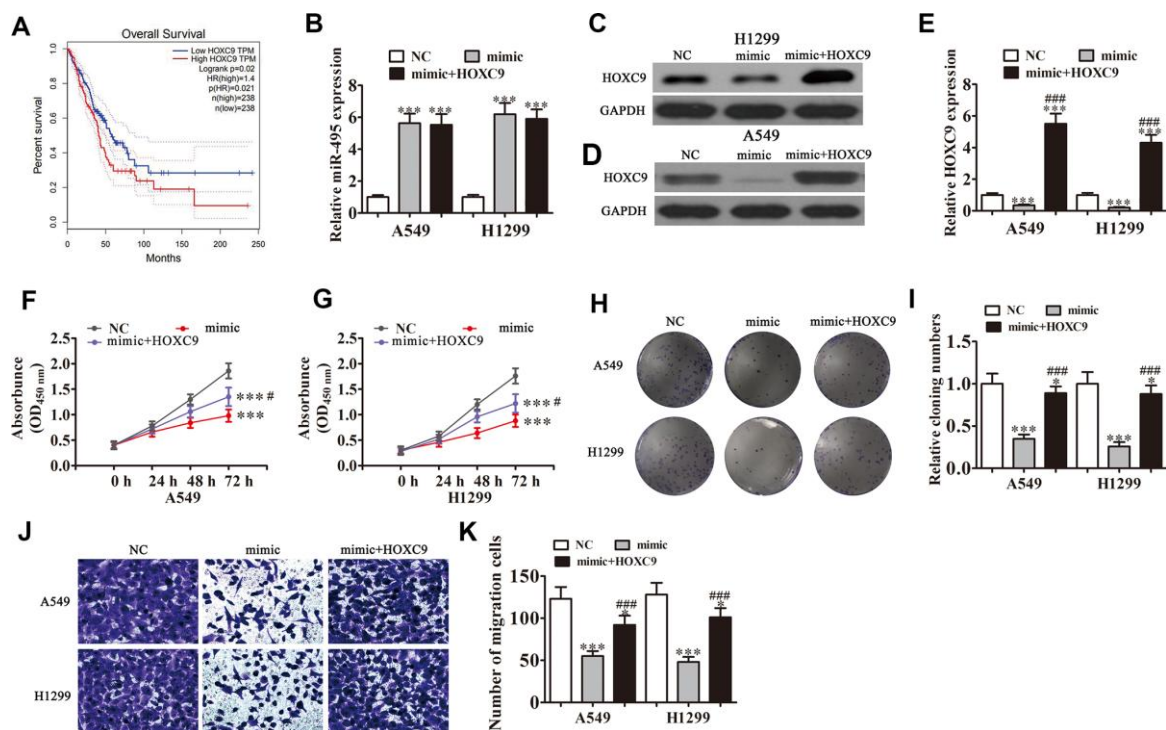 A
Overall Survival
Low HOXC9 TPM
High HOXC9 TPM
Logrank p=0.02
HR(high)=1.4
p(HR)=0.021
n(high)=238
n(low)=238
Percent survival
1.0
0.8
0.6
0.4
0.2
0.0
0 50 100 150 200 250
Months
B
NC mimic
mimic+HOXC9
Relative miR-495 expression
8
6
4
2
0
*** *** *** ***
A549 H1299
C
H1299
NC mimic mimic+HOXC9
HOXC9
GAPDH
D
A549
NC mimic mimic+HOXC9
HOXC9
GAPDH
E
NC mimic
mimic+HOXC9
Relative HOXC9 expression
8
6
4
2
0
### ###
*** *** *** ***
A549 H1299
F
NC mimic
mimic+HOXC9
Absorbunce
(OD450 nm)
2.5
2.0
1.5
1.0
0.5
0.0
*** #
***
0 h 24 h 48 h 72 h
A549
G
NC mimic
mimic+HOXC9
Absorbunce
(OD450 nm)
2.5
2.0
1.5
1.0
0.5
0.0
*** #
***
0 h 24 h 48 h 72 h
H1299
H
NC mimic mimic+HOXC9
A549
H1299
I
NC mimic
mimic+HOXC9
Relative cloning numbers
1.5
1.0
0.5
0.0
### ###
* *
*** ***
A549 H1299
J
NC mimic mimic+HOXC9
A549
H1299
K
NC mimic
mimic+HOXC9
Number of migration cells
150
100
50
0
### ###
* *
*** ***
A549 H1299